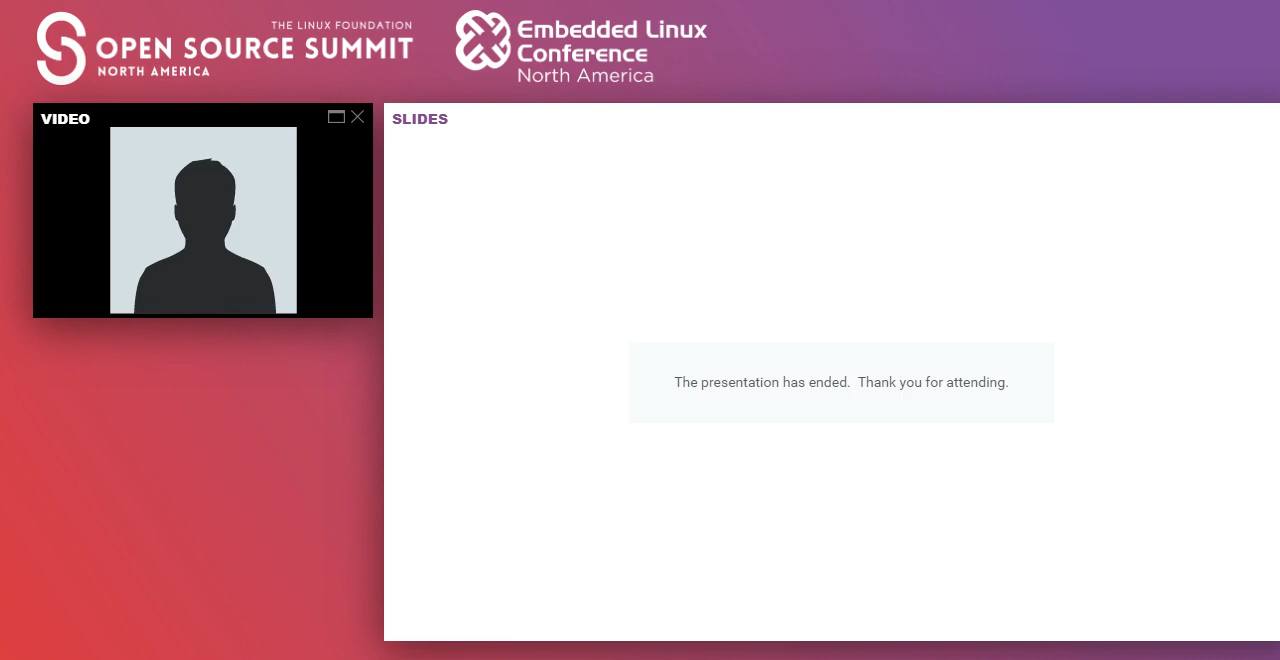 THE LINUX FOUNDATION
OPEN SOURCE SUMMIT
NORTH AMERICA
Embedded Linux
Conference
North America
VIDEO
SLIDES
The presentation has ended.  Thank you for attending.